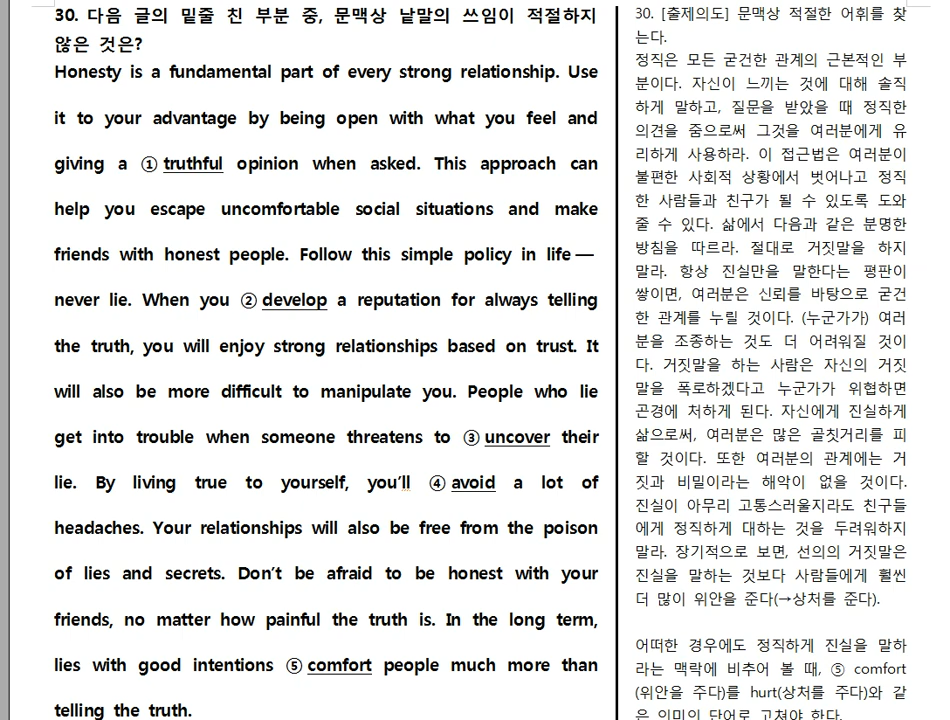 30. 다음 글의 밑줄 친 부분 중, 문맥상 낱말의 쓰임이 적절하지
않은 것은?
Honesty is a fundamental part of every strong relationship. Use
it to your advantage by being open with what you feel and
giving a ① truthful opinion when asked. This approach can
help you escape uncomfortable social situations and make
friends with honest people. Follow this simple policy in life —
never lie. When you ② develop a reputation for always telling
the truth, you will enjoy strong relationships based on trust. It
will also be more difficult to manipulate you. People who lie
get into trouble when someone threatens to ③ uncover their
lie. By living true to yourself, you'll ④ avoid a lot of
headaches. Your relationships will also be free from the poison
of lies and secrets. Don't be afraid to be honest with your
friends, no matter how painful the truth is. In the long term,
lies with good intentions ⑤ comfort people much more than
telling the truth.
30. [출제의도] 문맥상 적절한 어휘를 찾
는다.
정직은 모든 굳건한 관계의 근본적인 부
분이다. 자신이 느끼는 것에 대해 솔직
하게 말하고, 질문을 받았을 때 정직한
의견을 줌으로써 그것을 여러분에게 유
리하게 사용하라. 이 접근법은 여러분이
불편한 사회적 상황에서 벗어나고 정직
한 사람들과 친구가 될 수 있도록 도와
줄 수 있다. 삶에서 다음과 같은 분명한
방침을 따르라. 절대로 거짓말을 하지
말라. 항상 진실만을 말한다는 평판이
쌓이면, 여러분은 신뢰를 바탕으로 굳건
한 관계를 누릴 것이다. (누군가가) 여러
분을 조종하는 것도 더 어려워질 것이
다. 거짓말을 하는 사람은 자신의 거짓
말을 폭로하겠다고 누군가가 위협하면
곤경에 처하게 된다. 자신에게 진실하게
삶으로써, 여러분은 많은 골칫거리를 피
할 것이다. 또한 여러분의 관계에는 거
짓과 비밀이라는 해악이 없을 것이다.
진실이 아무리 고통스러울지라도 친구들
에게 정직하게 대하는 것을 두려워하지
말라. 장기적으로 보면, 선의의 거짓말은
진실을 말하는 것보다 사람들에게 훨씬
더 많이 위안을 준다(→상처를 준다).
어떠한 경우에도 정직하게 진실을 말하
라는 맥락에 비추어 볼 때, ⑤ comfort
(위안을 주다)를 hurt(상처를 주다)와 같
은 의미의 단어로 고쳐야 한다.